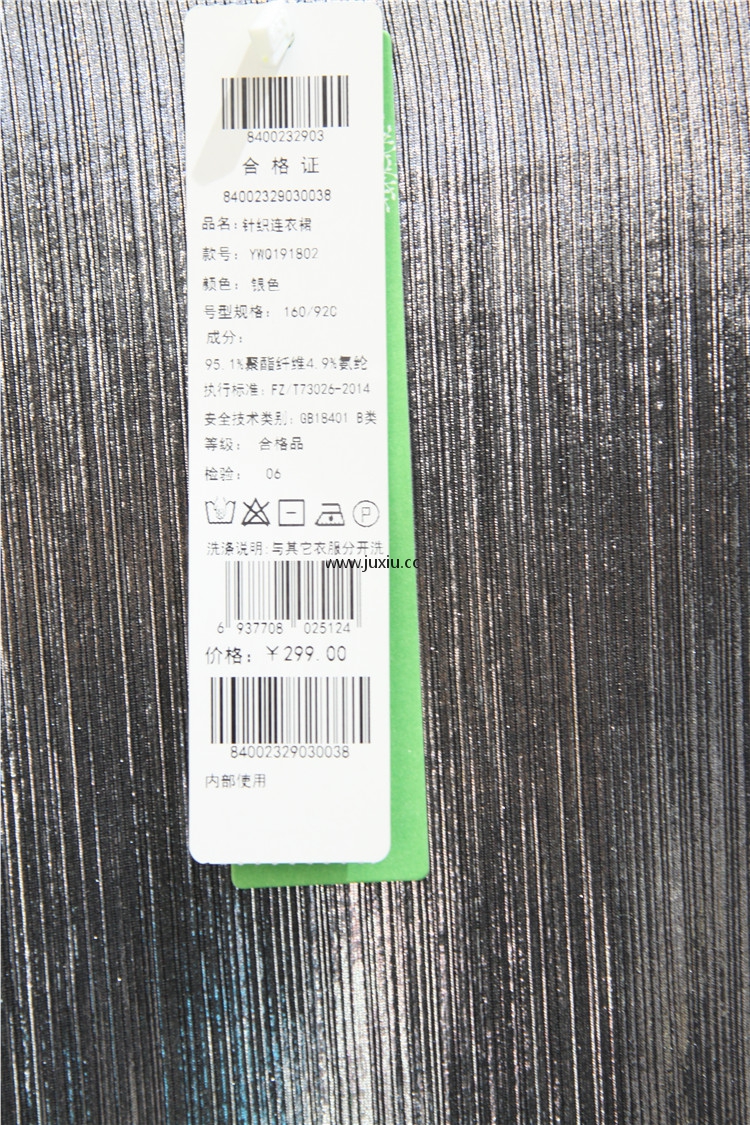 8400232903
合格证
84002329030038
品名：针织连衣裙
款号：YWQ191802
颜色：银色
号型规格：160/92C
成分：
95.1%聚酯纤维4.9%氨纶
执行标准：FZ/T73026-2014
安全技术类别：GB18401 B类
等级：合格品
检验：06
P
洗涤说明：与其它衣服分开洗
www.juxiu.cc
6 937708 025124
价格：￥299.00
84002329030038
内部使用